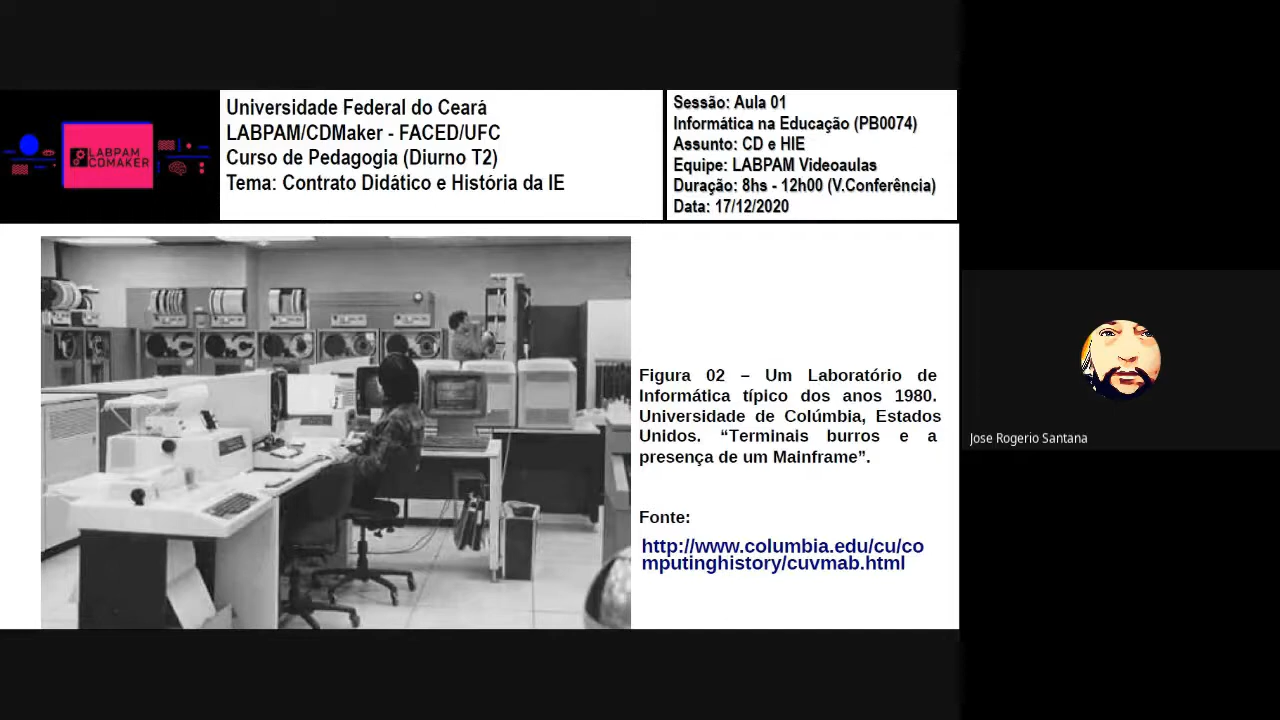 LABPAM
CDMAKER
Universidade Federal do Ceará
LABPAM/CDMaker - FACED/UFC
Curso de Pedagogia (Diurno T2)
Tema: Contrato Didático e História da IE
Sessão: Aula 01
Informática na Educação (PB0074)
Assunto: CD e HIE
Equipe: LABPAM Videoaulas
Duração: 8hs - 12h00 (V.Conferência)
Data: 17/12/2020
Figura 02 – Um Laboratório de
Informática típico dos anos 1980.
Universidade de Colúmbia, Estados
Unidos. “Terminais burros e a
presença de um Mainframe”.
Fonte:
http://www.columbia.edu/cu/co
mputinghistory/cuvmab.html
Jose Rogerio Santana